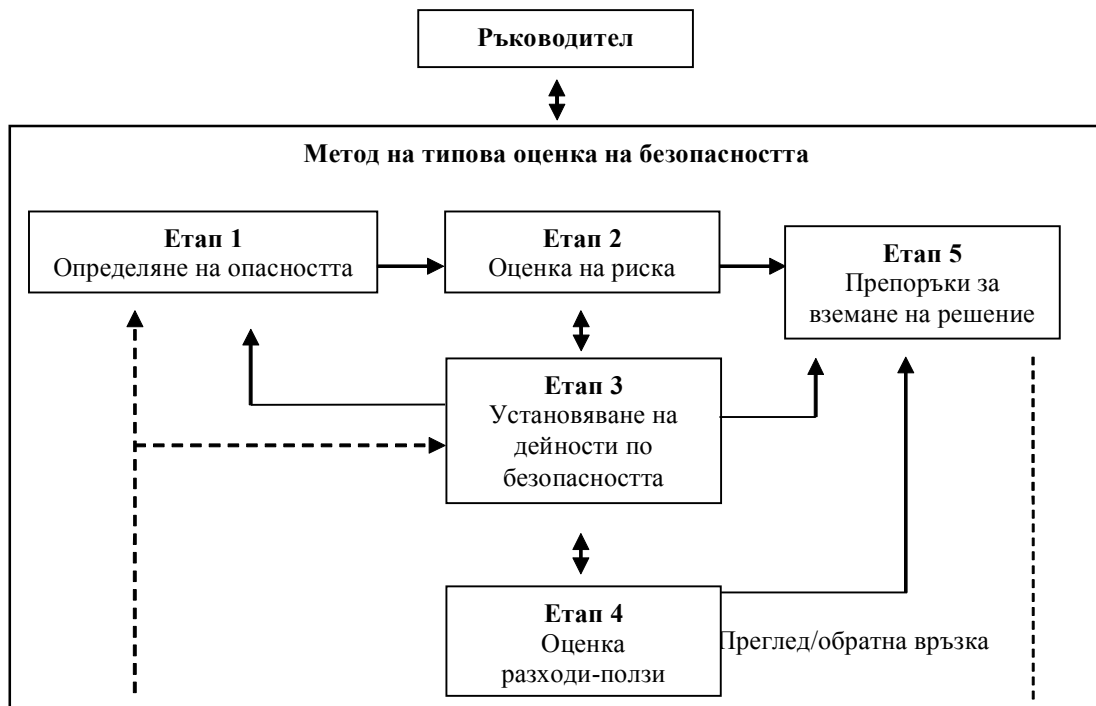 Ръководител
Метод на типова оценка на безопасността
Етап 1
Определяне на опасността
Етап 2
Оценка на риска
Етап 5
Препоръки за
вземане на решение
Етап 3
Установяване на
дейности по
безопасността
Етап 4
Оценка
разходи-ползи
Преглед/обратна връзка